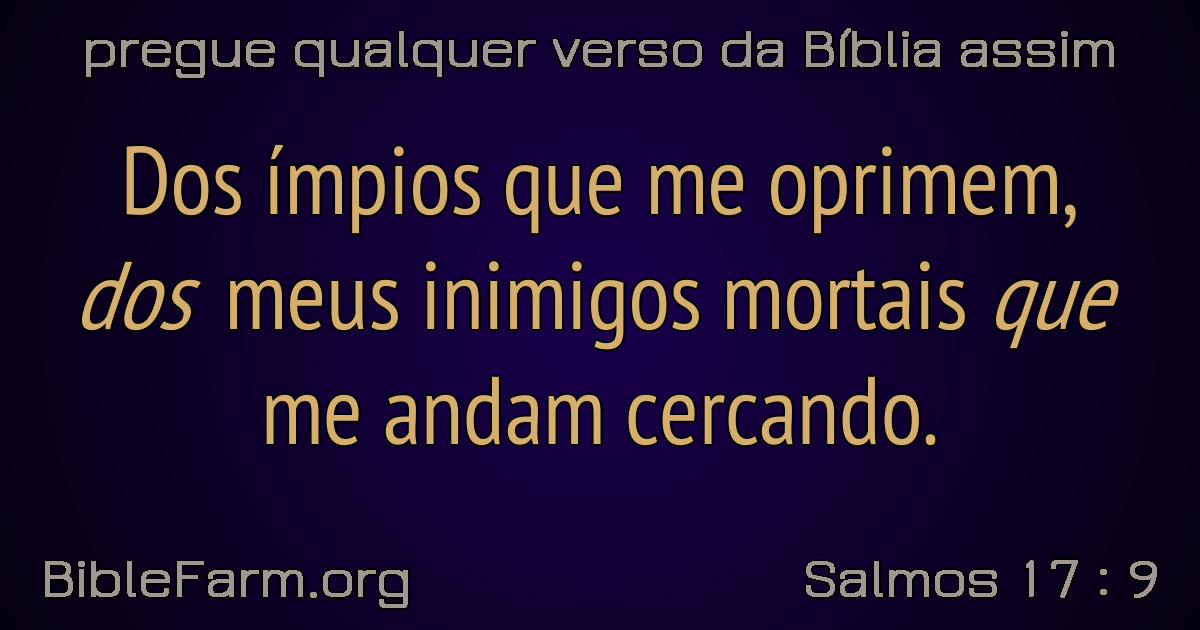 pregue qualquer verso da Bíblia assim
Dos ímpios que me oprimem,
dos meus inimigos mortais que
me andam cercando.
BibleFarm.org
Salmos 17 : 9